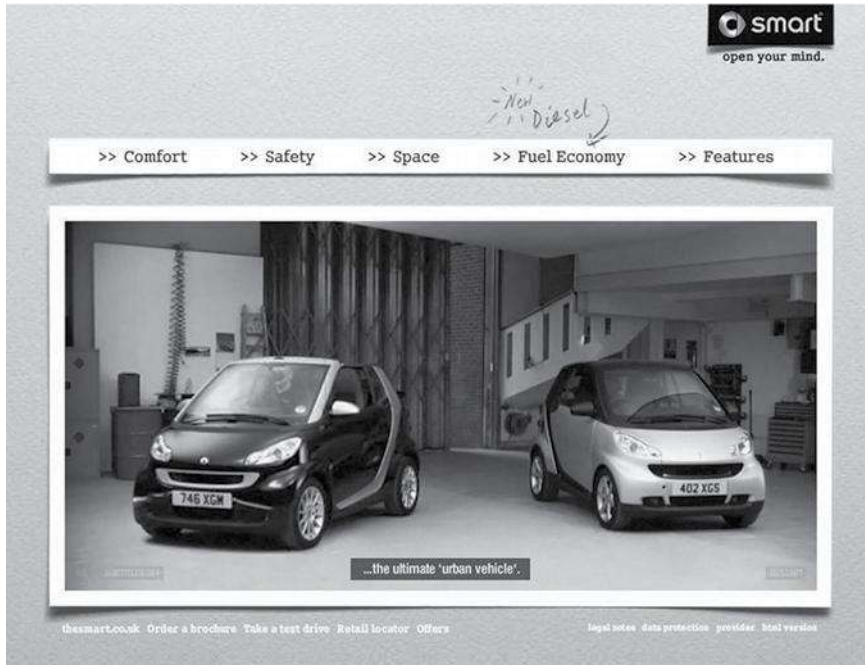 smart
open your mind.
New
Diesel
>> Comfort >> Safety >> Space >> Fuel Economy >> Features
746 XGM
402 XGS
...the ultimate 'urban vehicle'.
thesmart.co.uk Order a brochure Take a test drive Retail locator Offers
legal notes data protection provider html version